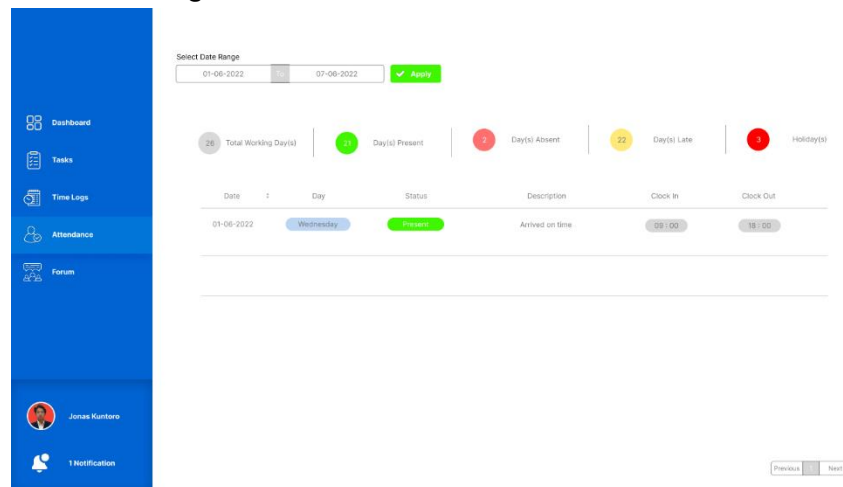 Select Date Range
01-06-2022 To 07-06-2022 Apply
Dashboard
Tasks
Time Logs
Attendance
Forum
26 Total Working Day(s) 21 Day(s) Present 2 Day(s) Absent 22 Day(s) Late 3 Holiday(s)
Date Day Status Description Clock In Clock Out
01-06-2022 Wednesday Present Arrived on time 09 : 00 18 : 00
Jonas Kuntoro
1 Notification
Previous 1 Next